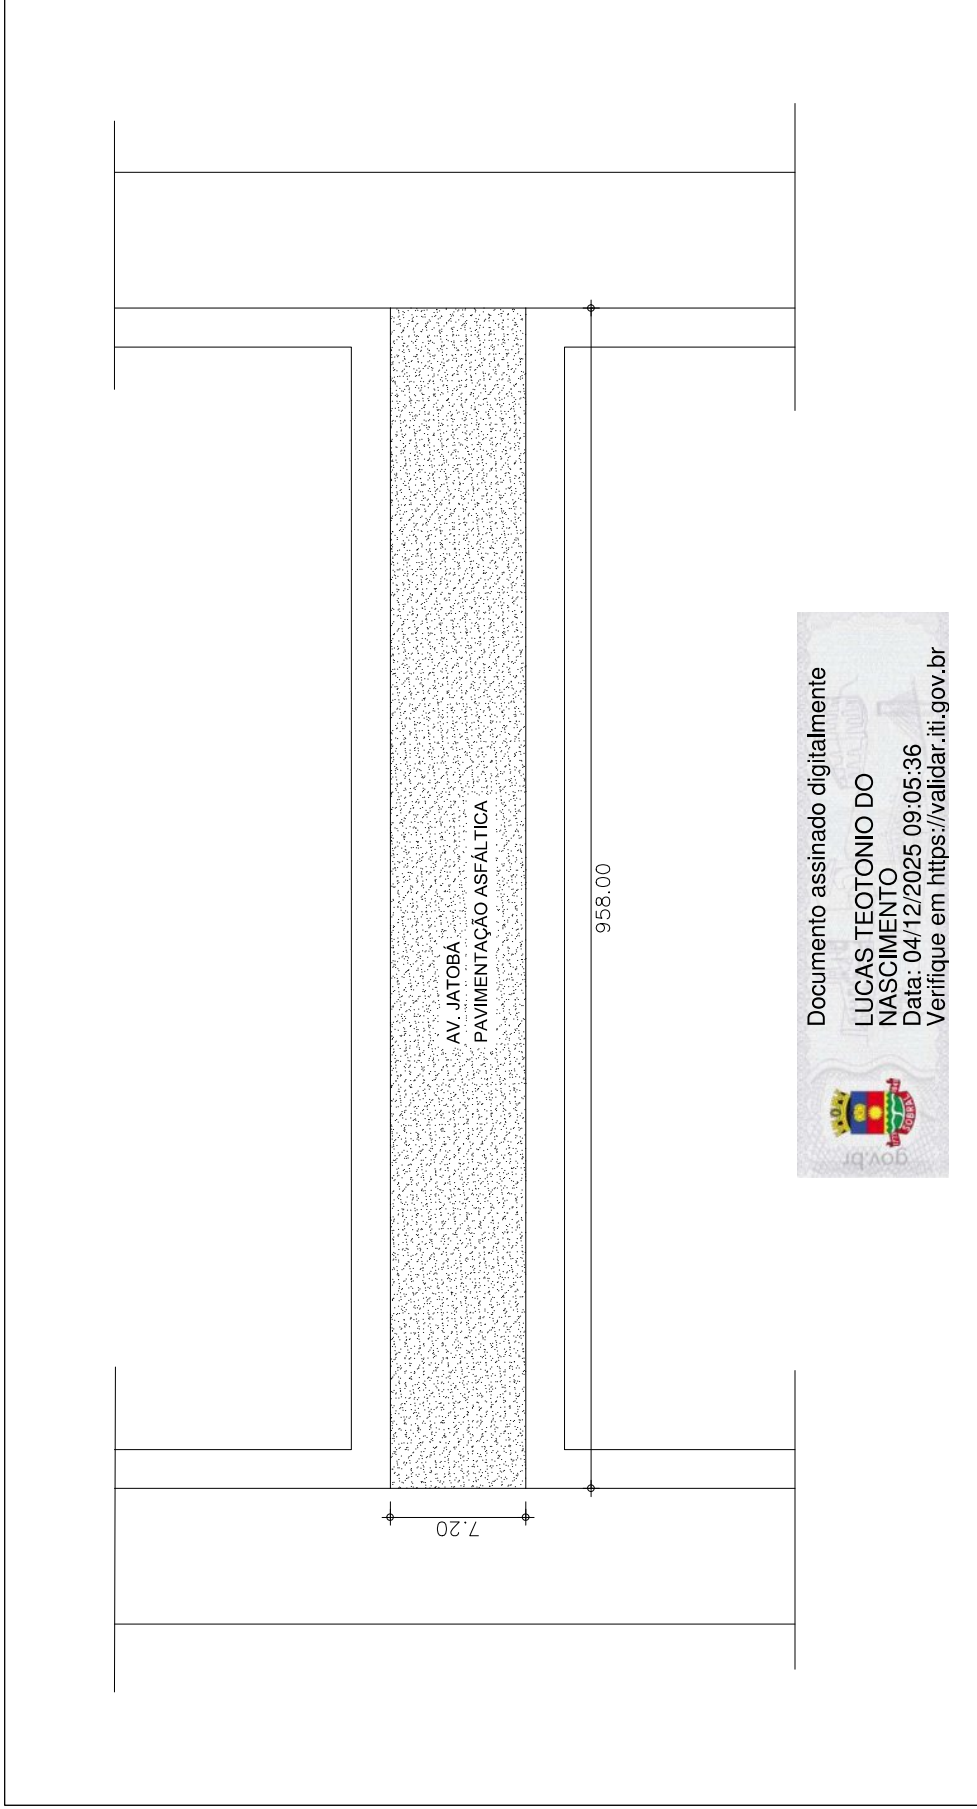 AV. JATOBÁ
PAVIMENTAÇÃO ASFÁLTICA
958.00
7.20
Documento assinado digitalmente
LUCAS TEOTONIO DO
NASCIMENTO
Data: 04/12/2025 09:05:36
Verifique em https://validar.iti.gov.br
gov.br
SOBRAL